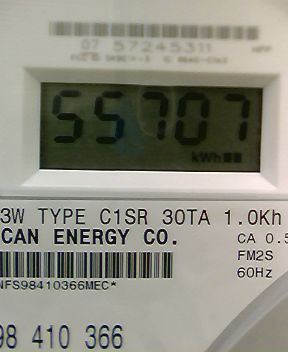 07 57245311
55707
kWh
3W TYPE C1SR 30TA 1.0Kh
CAN ENERGY CO.
CA 0.5
FM2S
60Hz
NFS98410366MEC*
98 410 366